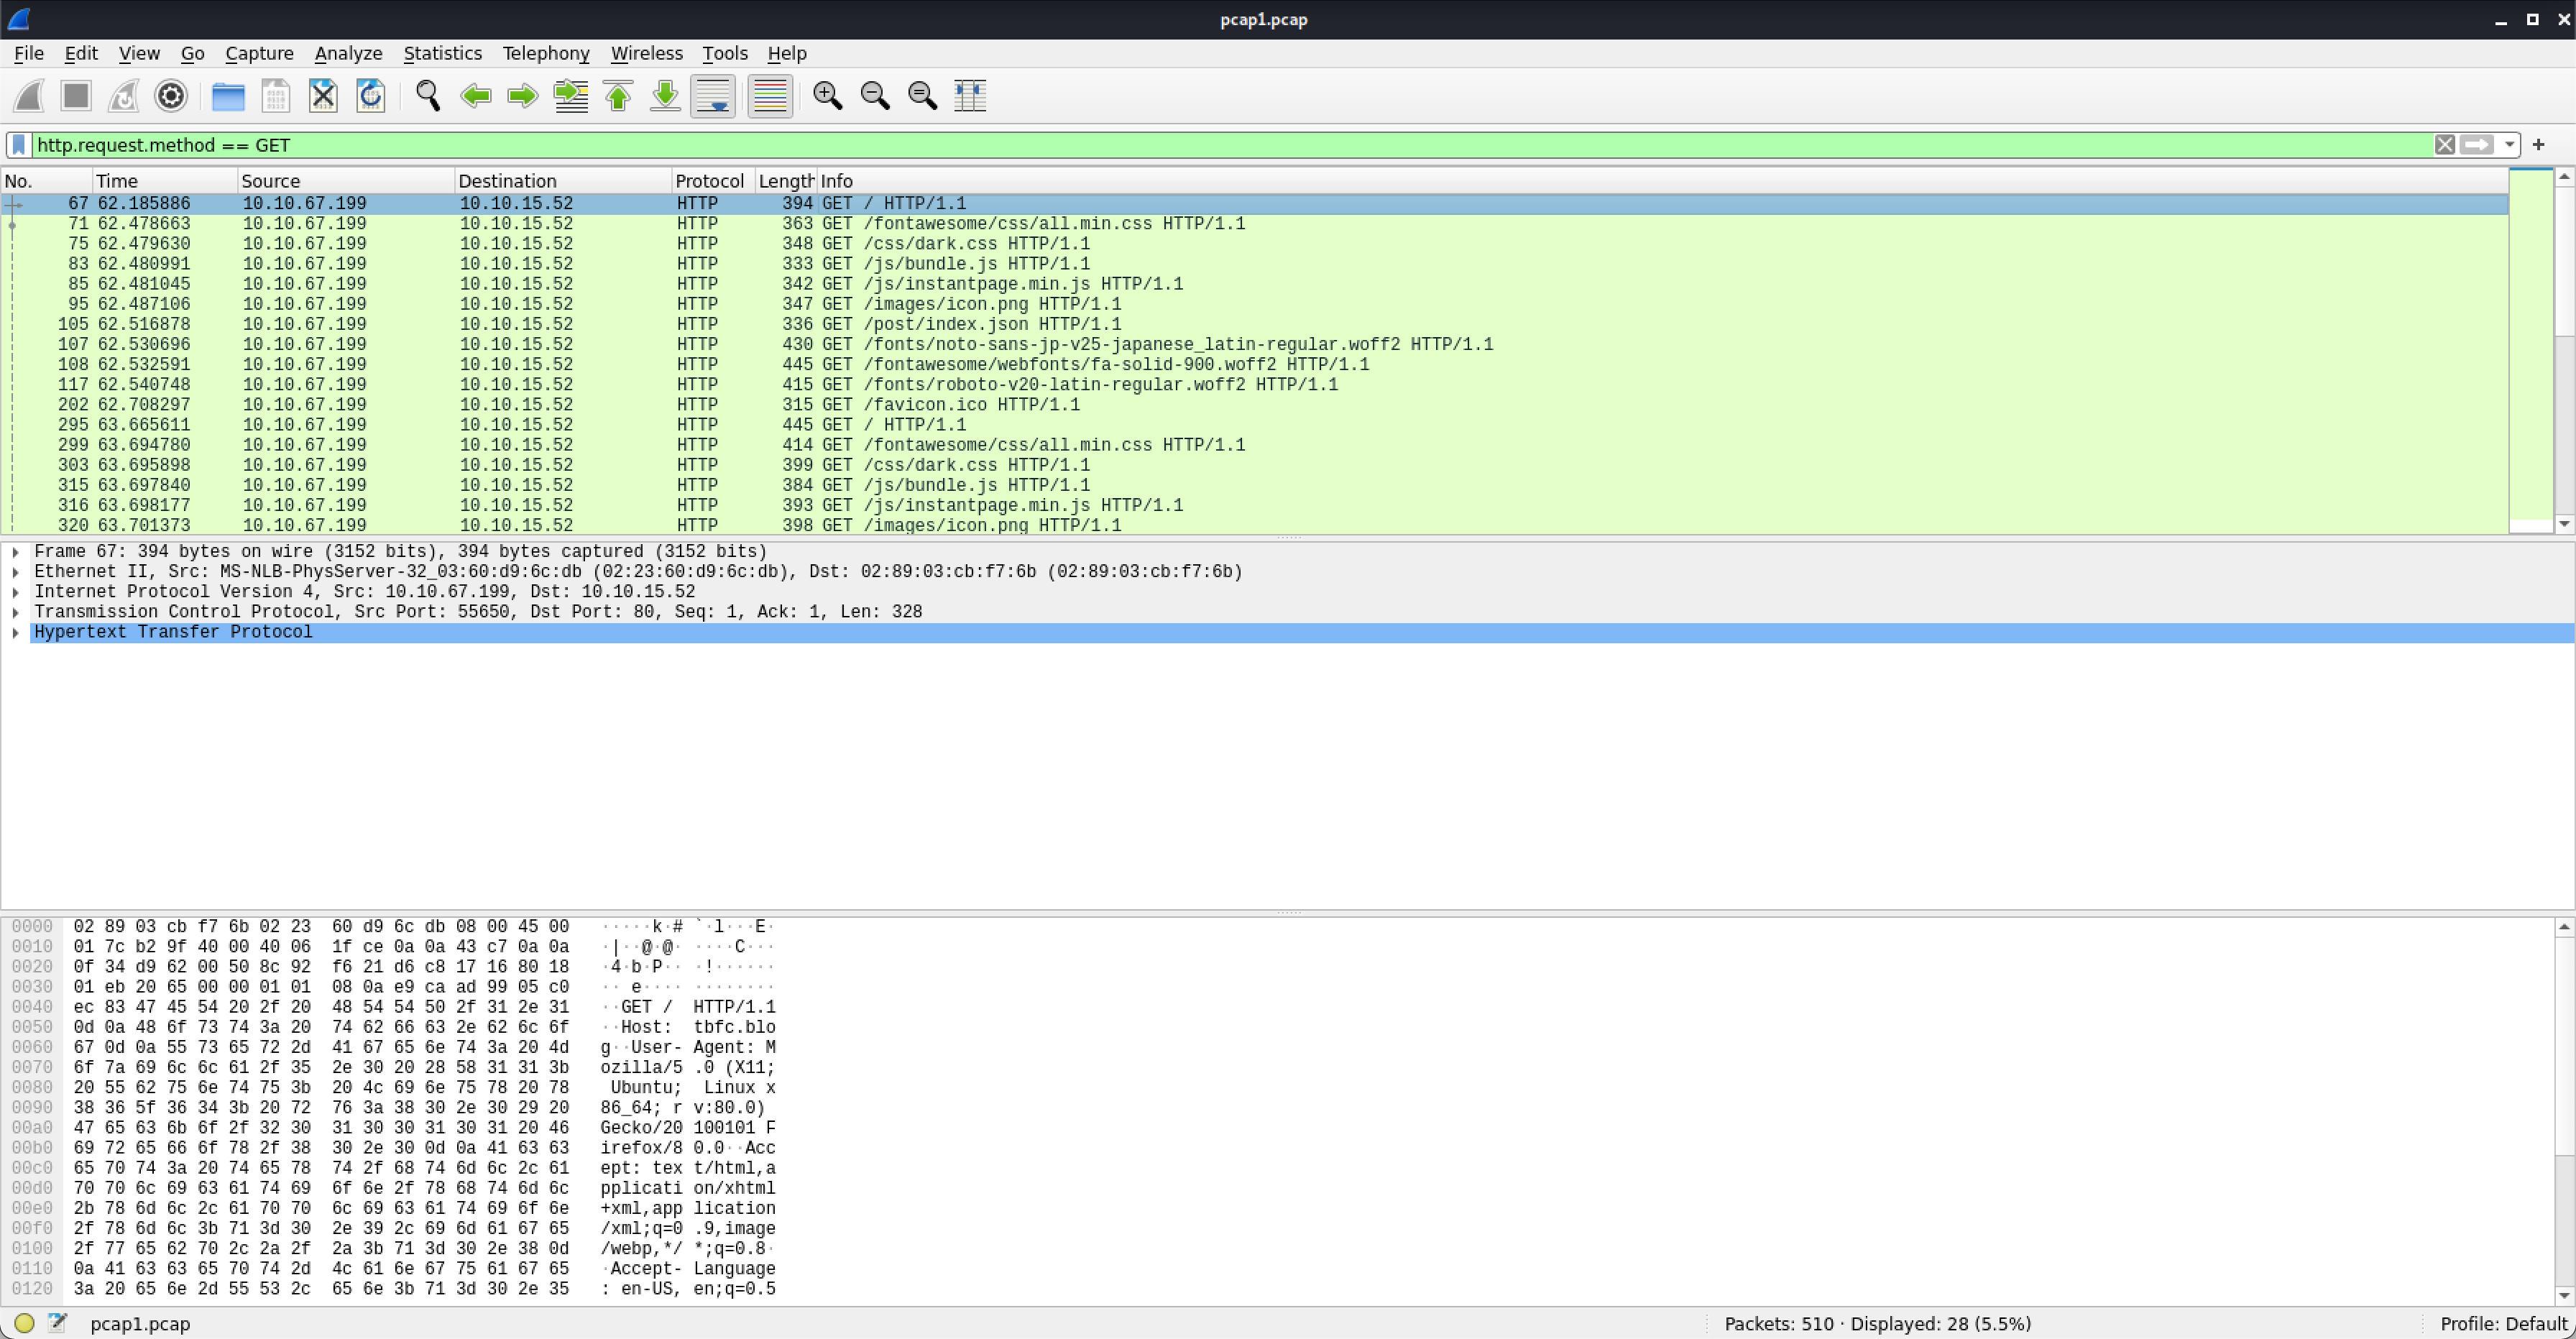 pcap1.pcap
File Edit View Go Capture Analyze Statistics Telephony Wireless Tools Help
http.request.method == GET
No. Time Source Destination Protocol Length Info
67 62.185886 10.10.67.199 10.10.15.52 HTTP 394 GET / HTTP/1.1
71 62.478663 10.10.67.199 10.10.15.52 HTTP 363 GET /fontawesome/css/all.min.css HTTP/1.1
75 62.479630 10.10.67.199 10.10.15.52 HTTP 348 GET /css/dark.css HTTP/1.1
83 62.480991 10.10.67.199 10.10.15.52 HTTP 333 GET /js/bundle.js HTTP/1.1
85 62.481045 10.10.67.199 10.10.15.52 HTTP 342 GET /js/instantpage.min.js HTTP/1.1
95 62.487106 10.10.67.199 10.10.15.52 HTTP 347 GET /images/icon.png HTTP/1.1
105 62.516878 10.10.67.199 10.10.15.52 HTTP 336 GET /post/index.json HTTP/1.1
107 62.530696 10.10.67.199 10.10.15.52 HTTP 430 GET /fonts/noto-sans-jp-v25-japanese_latin-regular.woff2 HTTP/1.1
108 62.532591 10.10.67.199 10.10.15.52 HTTP 445 GET /fontawesome/webfonts/fa-solid-900.woff2 HTTP/1.1
117 62.540748 10.10.67.199 10.10.15.52 HTTP 415 GET /fonts/roboto-v20-latin-regular.woff2 HTTP/1.1
202 62.708297 10.10.67.199 10.10.15.52 HTTP 315 GET /favicon.ico HTTP/1.1
295 63.665611 10.10.67.199 10.10.15.52 HTTP 445 GET / HTTP/1.1
299 63.694780 10.10.67.199 10.10.15.52 HTTP 414 GET /fontawesome/css/all.min.css HTTP/1.1
303 63.695898 10.10.67.199 10.10.15.52 HTTP 399 GET /css/dark.css HTTP/1.1
315 63.697840 10.10.67.199 10.10.15.52 HTTP 384 GET /js/bundle.js HTTP/1.1
316 63.698177 10.10.67.199 10.10.15.52 HTTP 393 GET /js/instantpage.min.js HTTP/1.1
320 63.701373 10.10.67.199 10.10.15.52 HTTP 398 GET /images/icon.png HTTP/1.1
Frame 67: 394 bytes on wire (3152 bits), 394 bytes captured (3152 bits)
Ethernet II, Src: MS-NLB-PhysServer-32_03:60:d9:6c:db (02:23:60:d9:6c:db), Dst: 02:89:03:cb:f7:6b (02:89:03:cb:f7:6b)
Internet Protocol Version 4, Src: 10.10.67.199, Dst: 10.10.15.52
Transmission Control Protocol, Src Port: 55650, Dst Port: 80, Seq: 1, Ack: 1, Len: 328
Hypertext Transfer Protocol
0000 02 89 03 cb f7 6b 02 23 60 d9 6c db 08 00 45 00 ·····k·# `·l···E·
0010 01 7c b2 9f 40 00 40 06 1f ce 0a 0a 43 c7 0a 0a ·|··@·@· ····C···
0020 0f 34 d9 62 00 50 8c 92 f6 21 d6 c8 17 16 80 18 ·4·b·P·· ·!······
0030 01 eb 20 65 00 00 01 01 08 0a e9 ca ad 99 05 c0 ·· e···· ········
0040 ec 83 47 45 54 20 2f 20 48 54 54 50 2f 31 2e 31 ··GET / HTTP/1.1
0050 0d 0a 48 6f 73 74 3a 20 74 62 66 63 2e 62 6c 6f ··Host: tbfc.blo
0060 67 0d 0a 55 73 65 72 2d 41 67 65 6e 74 3a 20 4d g··User- Agent: M
0070 6f 7a 69 6c 6c 61 2f 35 2e 30 20 28 58 31 31 3b ozilla/5 .0 (X11;
0080 20 55 62 75 6e 74 75 3b 20 4c 69 6e 75 78 20 78 Ubuntu; Linux x
0090 38 36 5f 36 34 3b 20 72 76 3a 38 30 2e 30 29 20 86_64; r v:80.0)
00a0 47 65 63 6b 6f 2f 32 30 31 30 30 31 30 31 20 46 Gecko/20 100101 F
00b0 69 72 65 66 6f 78 2f 38 30 2e 30 0d 0a 41 63 63 irefox/8 0.0··Acc
00c0 65 70 74 3a 20 74 65 78 74 2f 68 74 6d 6c 2c 61 ept: tex t/html,a
00d0 70 70 6c 69 63 61 74 69 6f 6e 2f 78 68 74 6d 6c pplicati on/xhtml
00e0 2b 78 6d 6c 2c 61 70 70 6c 69 63 61 74 69 6f 6e +xml,app lication
00f0 2f 78 6d 6c 3b 71 3d 30 2e 39 2c 69 6d 61 67 65 /xml;q=0 .9,image
0100 2f 77 65 62 70 2c 2a 2f 2a 3b 71 3d 30 2e 38 0d /webp,*/ *;q=0.8·
0110 0a 41 63 63 65 70 74 2d 4c 61 6e 67 75 61 67 65 ·Accept- Language
0120 3a 20 65 6e 2d 55 53 2c 65 6e 3b 71 3d 30 2e 35 : en-US, en;q=0.5
pcap1.pcap Packets: 510 · Displayed: 28 (5.5%) Profile: Default